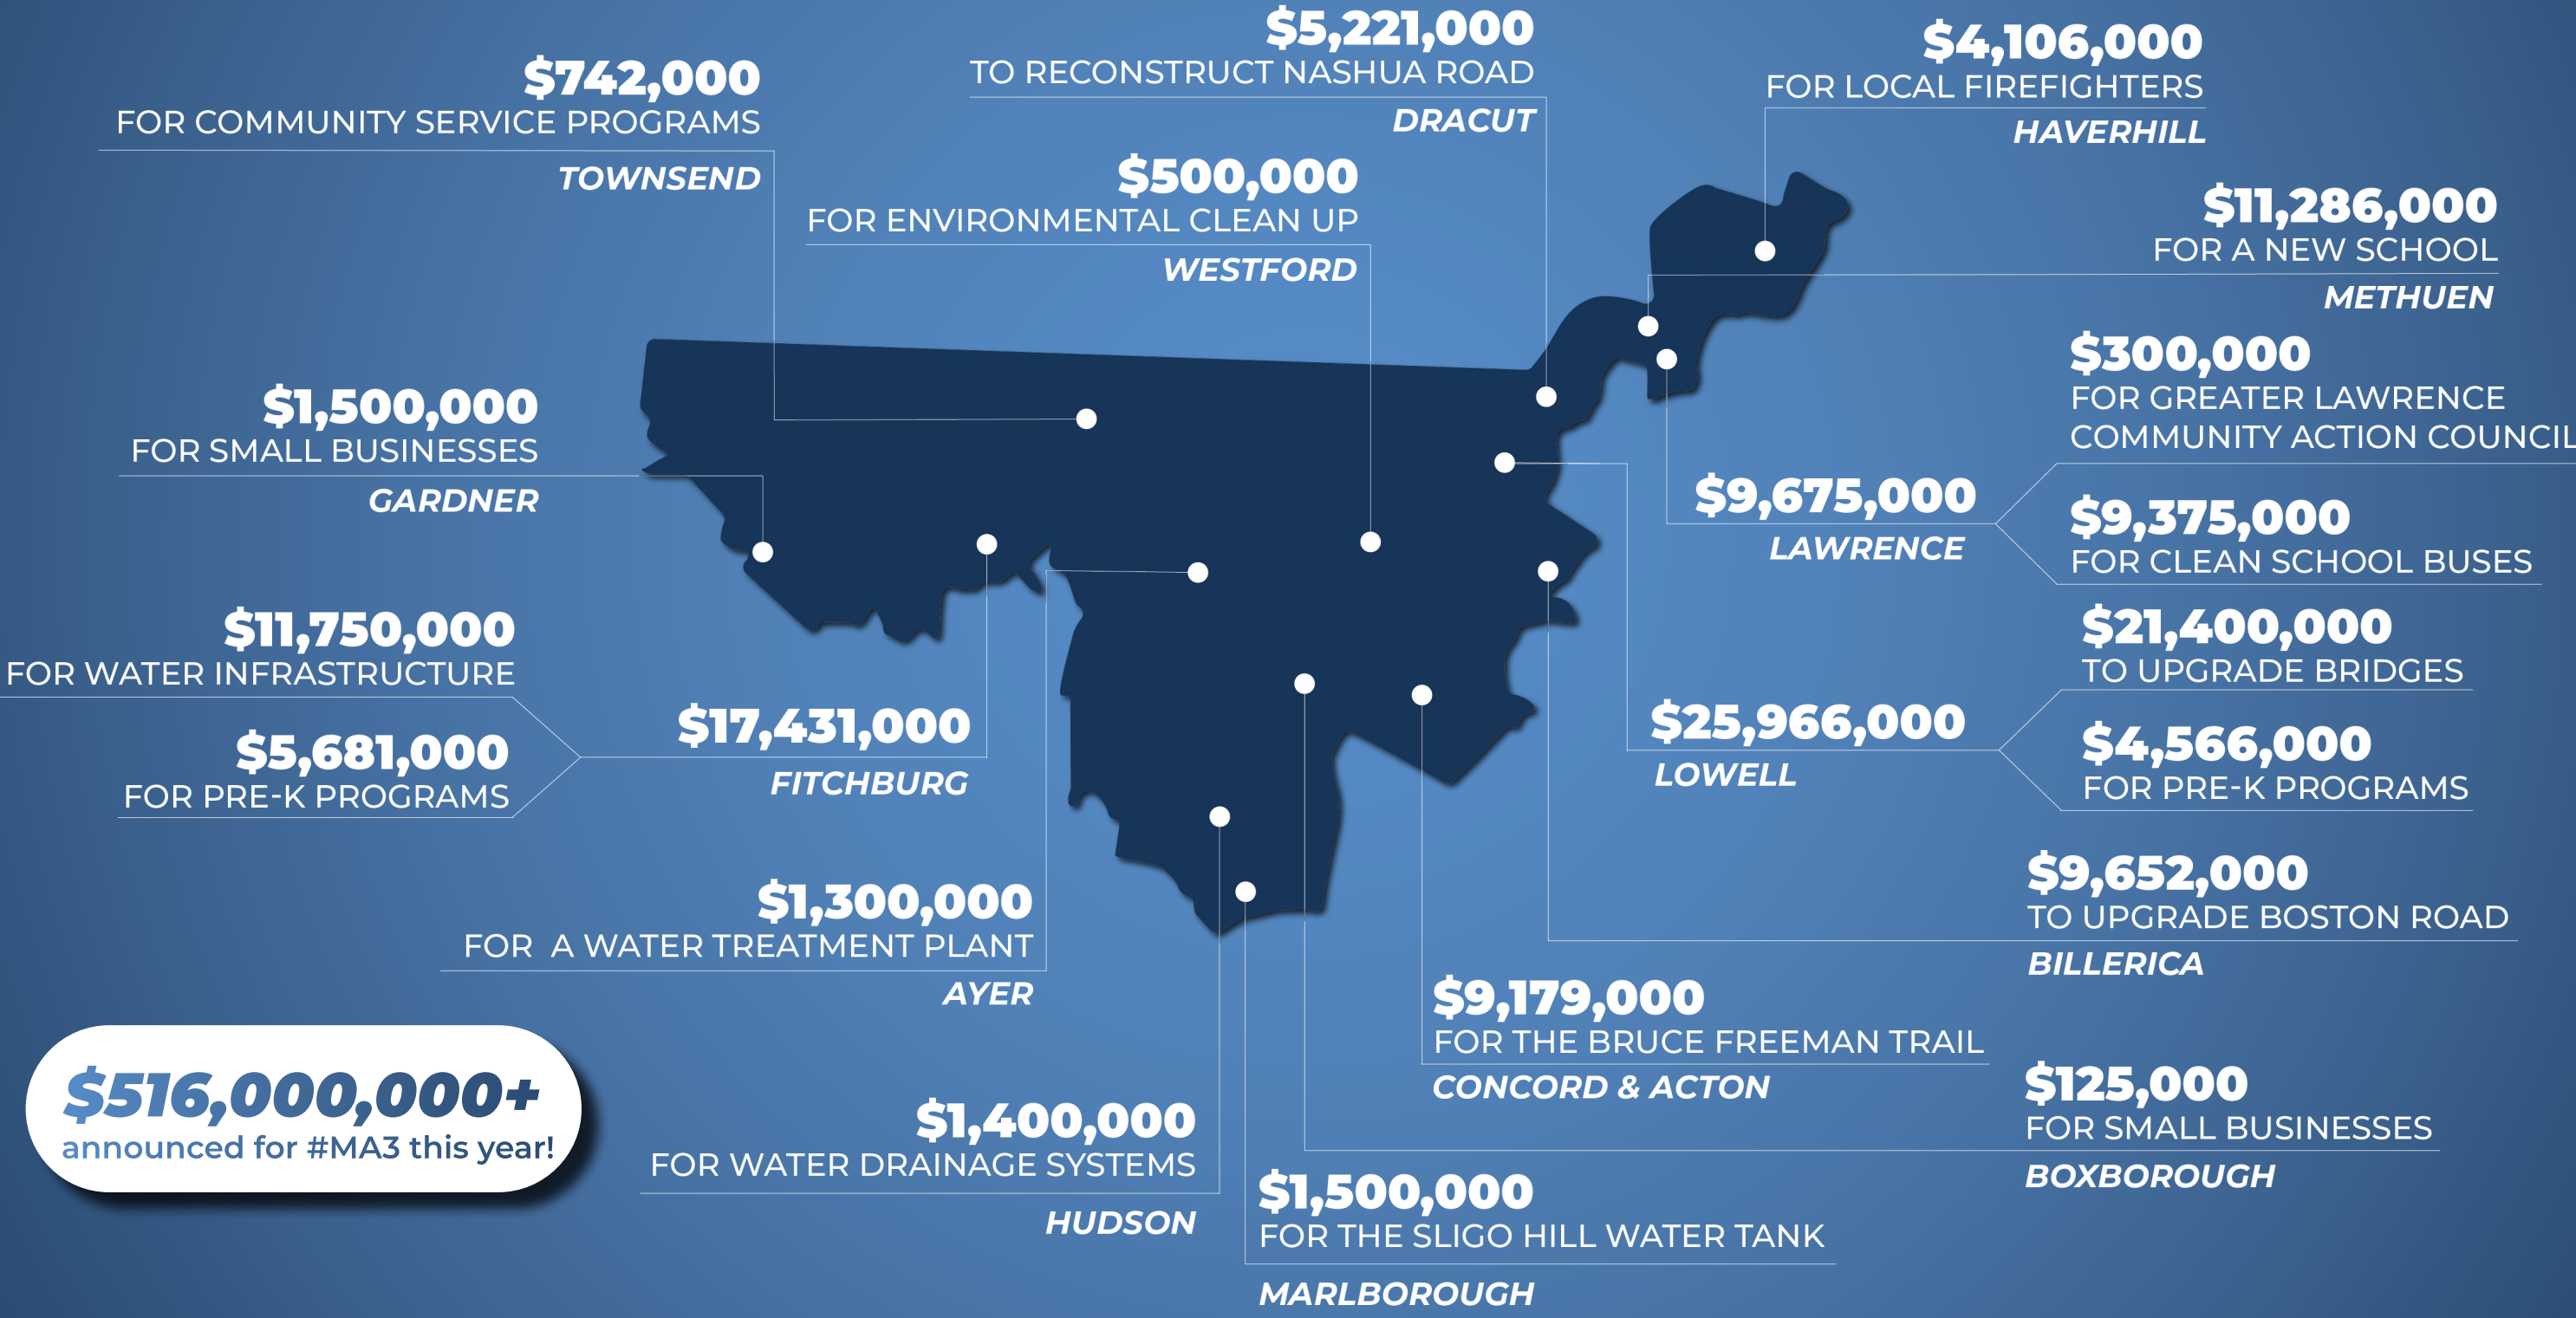 $742,000
FOR COMMUNITY SERVICE PROGRAMS
TOWNSEND
$5,221,000
TO RECONSTRUCT NASHUA ROAD
DRACUT
$4,106,000
FOR LOCAL FIREFIGHTERS
HAVERHILL
$500,000
FOR ENVIRONMENTAL CLEAN UP
WESTFORD
$11,286,000
FOR A NEW SCHOOL
METHUEN
$1,500,000
FOR SMALL BUSINESSES
GARDNER
$300,000
FOR GREATER LAWRENCE
COMMUNITY ACTION COUNCIL
$9,675,000
LAWRENCE
$9,375,000
FOR CLEAN SCHOOL BUSES
$11,750,000
FOR WATER INFRASTRUCTURE
$5,681,000
FOR PRE-K PROGRAMS
$17,431,000
FITCHBURG
$21,400,000
TO UPGRADE BRIDGES
$25,966,000
LOWELL
$4,566,000
FOR PRE-K PROGRAMS
$1,300,000
FOR  A WATER TREATMENT PLANT
AYER
$9,652,000
TO UPGRADE BOSTON ROAD
BILLERICA
$9,179,000
FOR THE BRUCE FREEMAN TRAIL
CONCORD & ACTON
$125,000
FOR SMALL BUSINESSES
BOXBOROUGH
$516,000,000+
announced for #MA3 this year!
$1,400,000
FOR WATER DRAINAGE SYSTEMS
HUDSON
$1,500,000
FOR THE SLIGO HILL WATER TANK
MARLBOROUGH